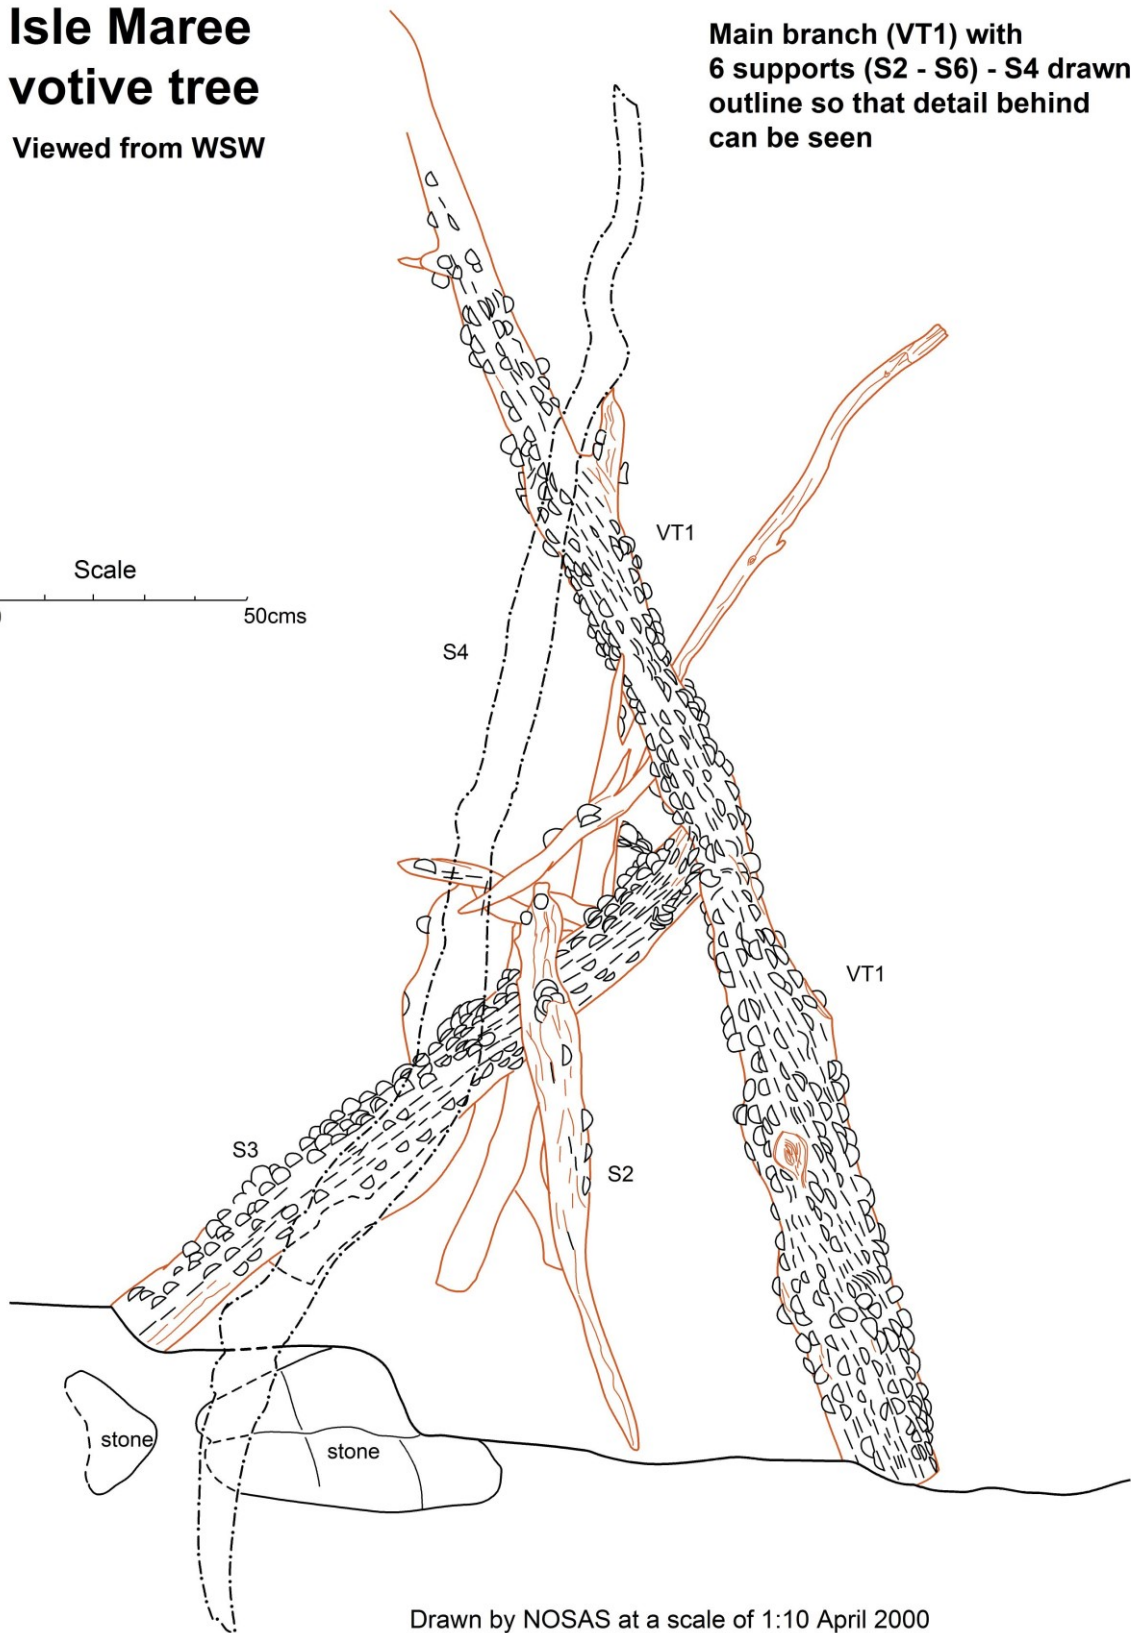 Isle Maree
votive tree
Viewed from WSW
Main branch (VT1) with
6 supports (S2 - S6) - S4 drawn
outline so that detail behind
can be seen
VT1
Scale
50cms
S4
VT1
S3
S2
stone
stone
Drawn by NOSAS at a scale of 1:10 April 2000